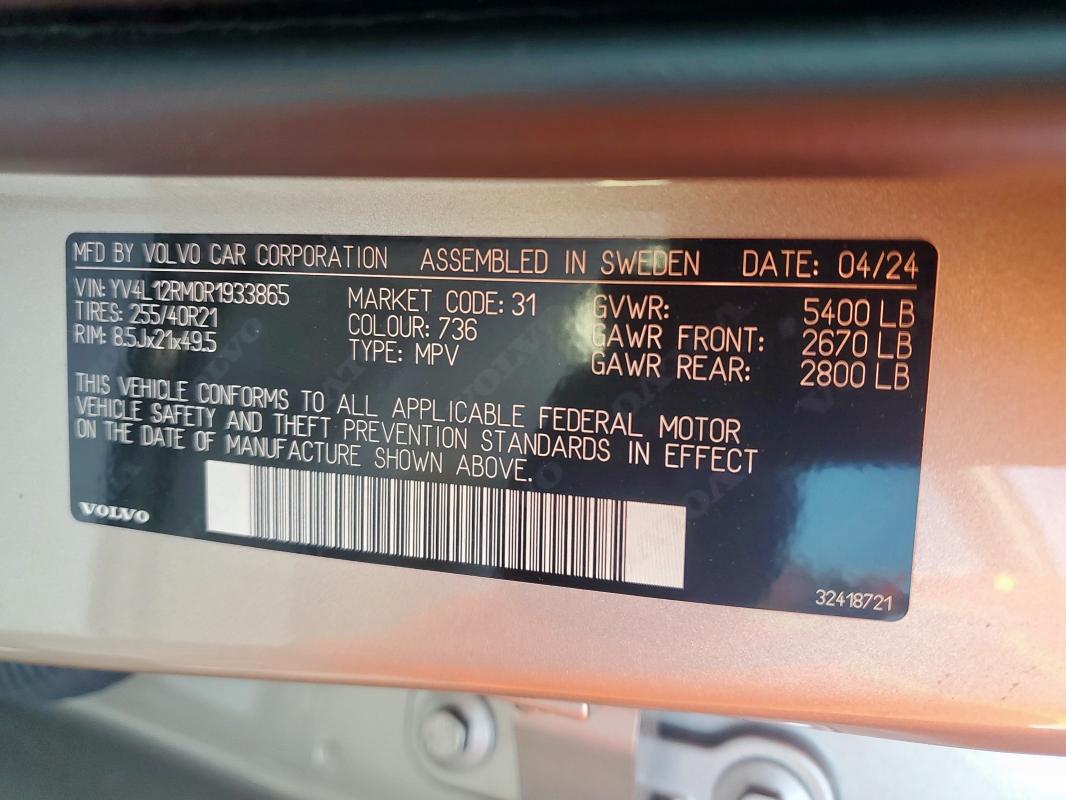 MFD BY VOLVO CAR CORPORATION ASSEMBLED IN SWEDEN DATE: 04/24
VIN: YV4L12RM0R1933865 MARKET CODE: 31 GVWR: 5400 LB
TIRES: 255/40R21 COLOUR: 736 GAWR FRONT: 2670 LB
RIM: 8.5Jx21x49.5 TYPE: MPV GAWR REAR: 2800 LB
THIS VEHICLE CONFORMS TO ALL APPLICABLE FEDERAL MOTOR
VEHICLE SAFETY AND THEFT PREVENTION STANDARDS IN EFFECT
ON THE DATE OF MANUFACTURE SHOWN ABOVE.
VOLVO
32418721